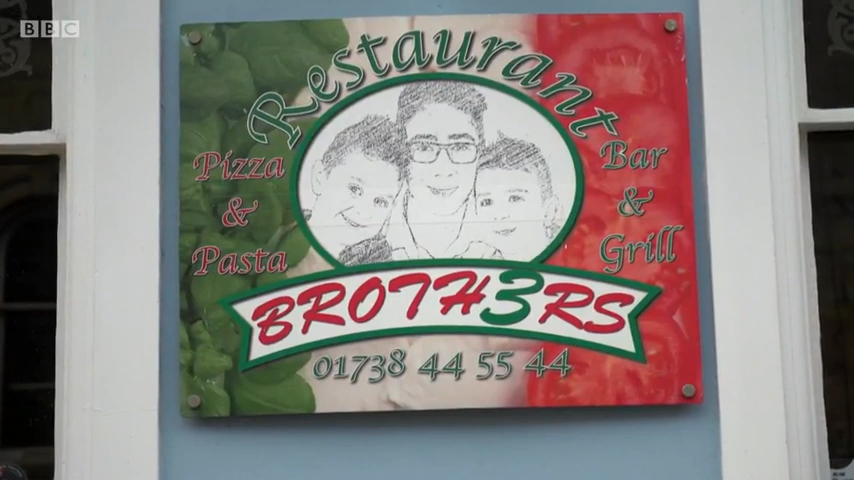 BBC
Restaurant
Pizza & Pasta
Bar & Grill
BROTH3RS
01738 44 55 44